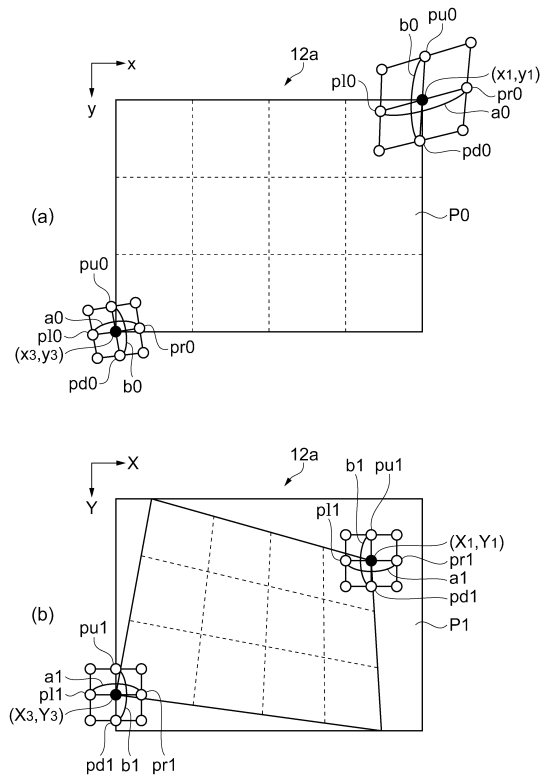 pu0
b0
12a
x
pl0
(x1,y1)
y
pr0
a0
pd0
(a)
P0
pu0
a0
pl0
pr0
(x3,y3)
pd0
b0
12a
b1
pu1
X
Y
pl1
(X1,Y1)
pr1
a1
pd1
(b)
P1
pu1
a1
pl1
(X3,Y3)
pd1
b1
pr1